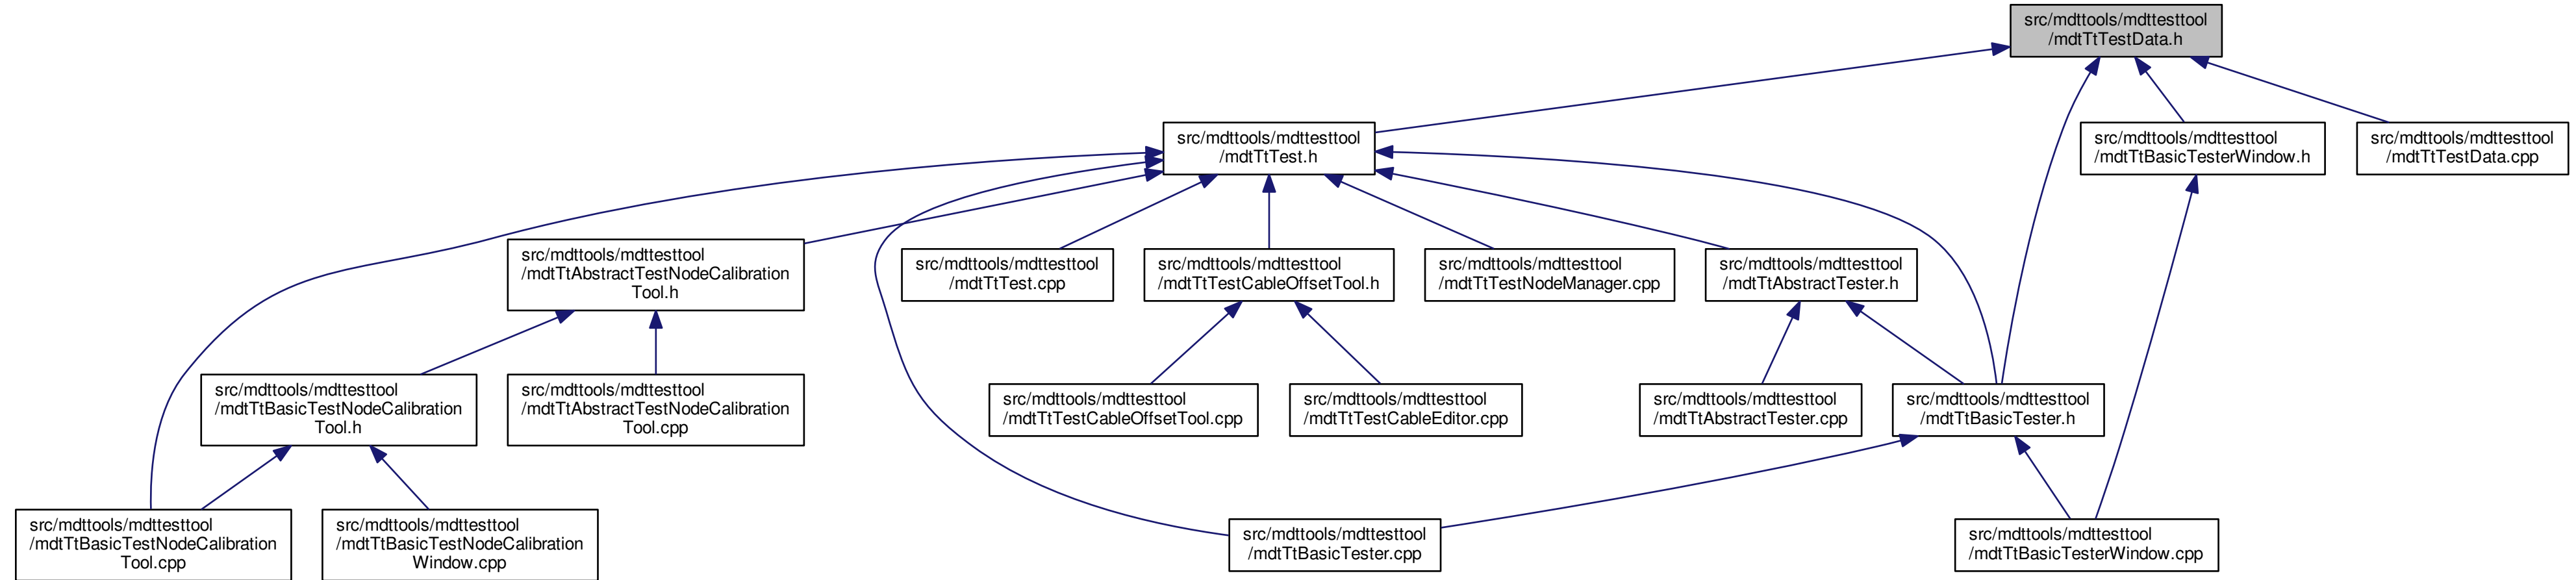 src/mdttools/mdttesttool
/mdtTtTestData.h
src/mdttools/mdttesttool
/mdtTtTest.h
src/mdttools/mdttesttool
/mdtTtBasicTesterWindow.h
src/mdttools/mdttesttool
/mdtTtTestData.cpp
src/mdttools/mdttesttool
/mdtTtAbstractTestNodeCalibration
Tool.h
src/mdttools/mdttesttool
/mdtTtTest.cpp
src/mdttools/mdttesttool
/mdtTtTestCableOffsetTool.h
src/mdttools/mdttesttool
/mdtTtTestNodeManager.cpp
src/mdttools/mdttesttool
/mdtTtAbstractTester.h
src/mdttools/mdttesttool
/mdtTtBasicTestNodeCalibration
Tool.h
src/mdttools/mdttesttool
/mdtTtAbstractTestNodeCalibration
Tool.cpp
src/mdttools/mdttesttool
/mdtTtTestCableOffsetTool.cpp
src/mdttools/mdttesttool
/mdtTtTestCableEditor.cpp
src/mdttools/mdttesttool
/mdtTtAbstractTester.cpp
src/mdttools/mdttesttool
/mdtTtBasicTester.h
src/mdttools/mdttesttool
/mdtTtBasicTestNodeCalibration
Tool.cpp
src/mdttools/mdttesttool
/mdtTtBasicTestNodeCalibration
Window.cpp
src/mdttools/mdttesttool
/mdtTtBasicTester.cpp
src/mdttools/mdttesttool
/mdtTtBasicTesterWindow.cpp